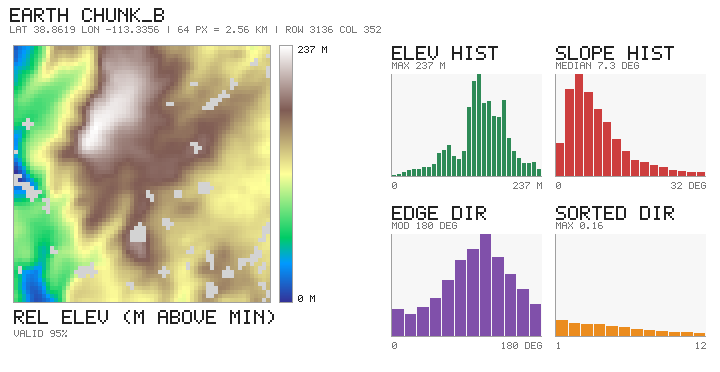 EARTH CHUNK_B
LAT 38.8619 LON -113.3356 | 64 PX = 2.56 KM | ROW 3136 COL 352
237 M
0 M
REL ELEV (M ABOVE MIN)
VALID 95%
ELEV HIST
MAX 237 M
0 237 M
SLOPE HIST
MEDIAN 7.3 DEG
0 32 DEG
EDGE DIR
MOD 180 DEG
0 180 DEG
SORTED DIR
MAX 0.16
1 12